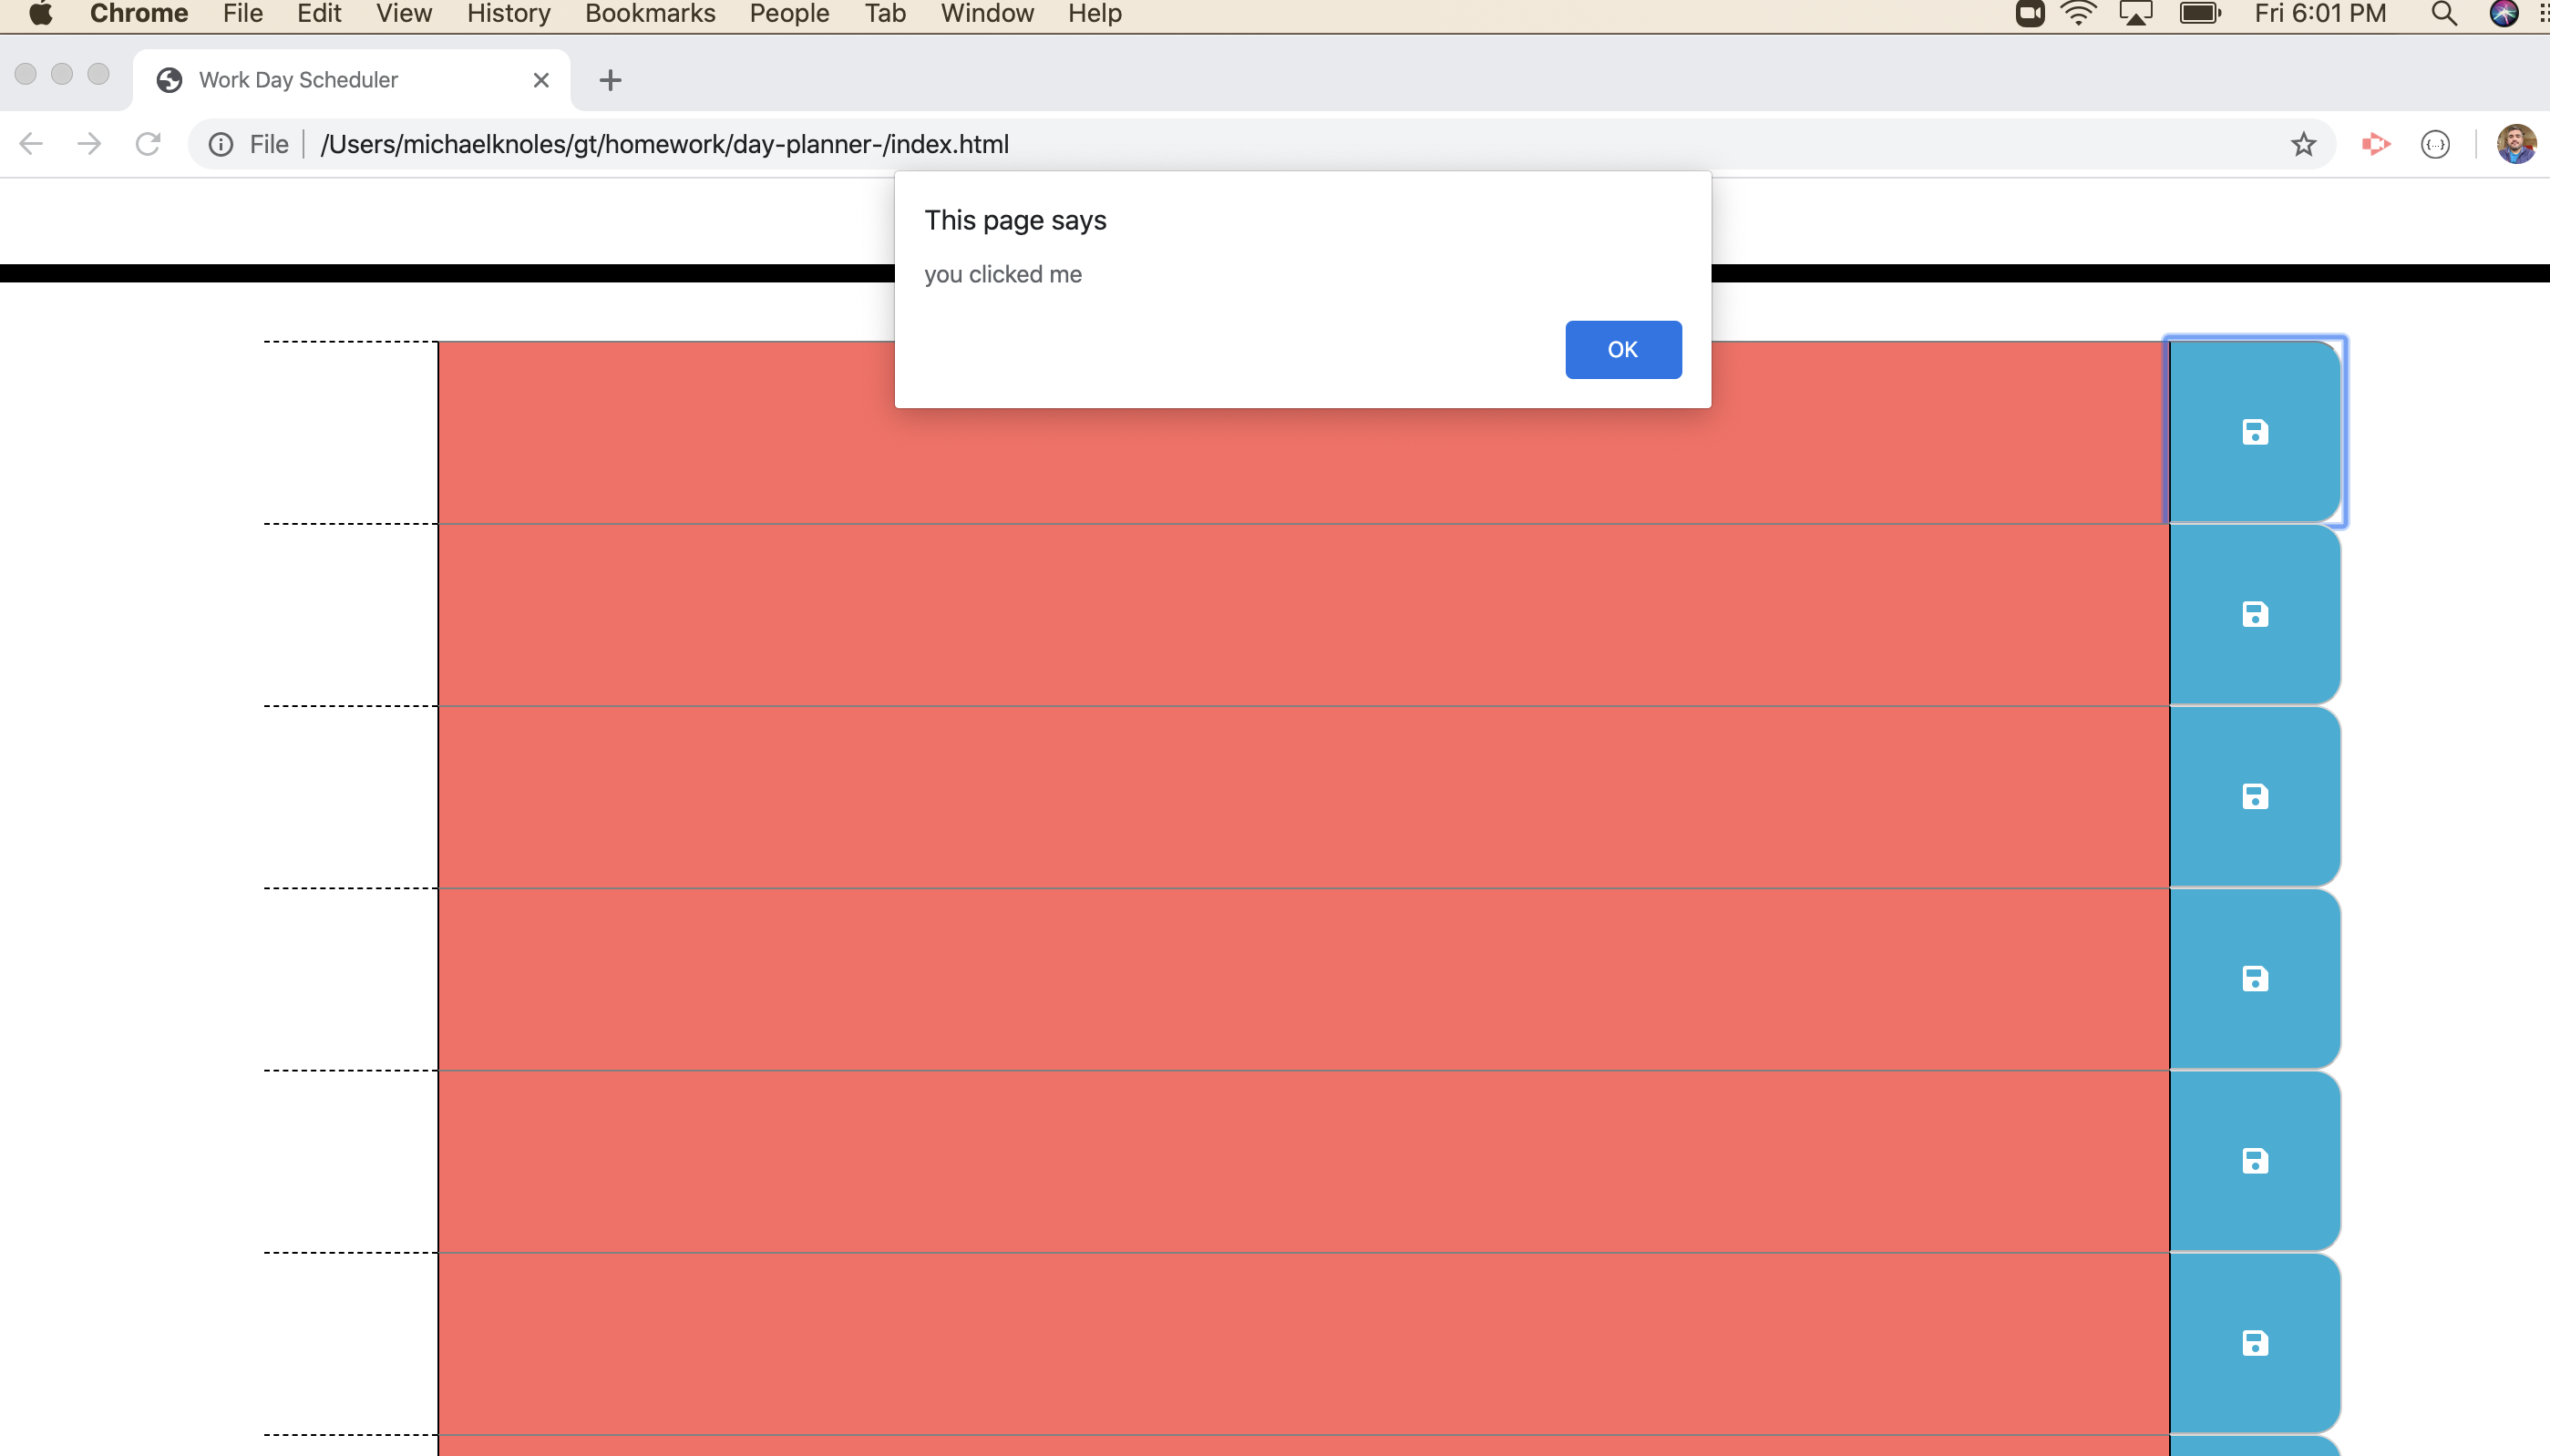 Chrome File Edit View History Bookmarks People Tab Window Help Fri 6:01 PM
Work Day Scheduler
File /Users/michaelknoles/gt/homework/day-planner-/index.html
This page says
you clicked me
OK